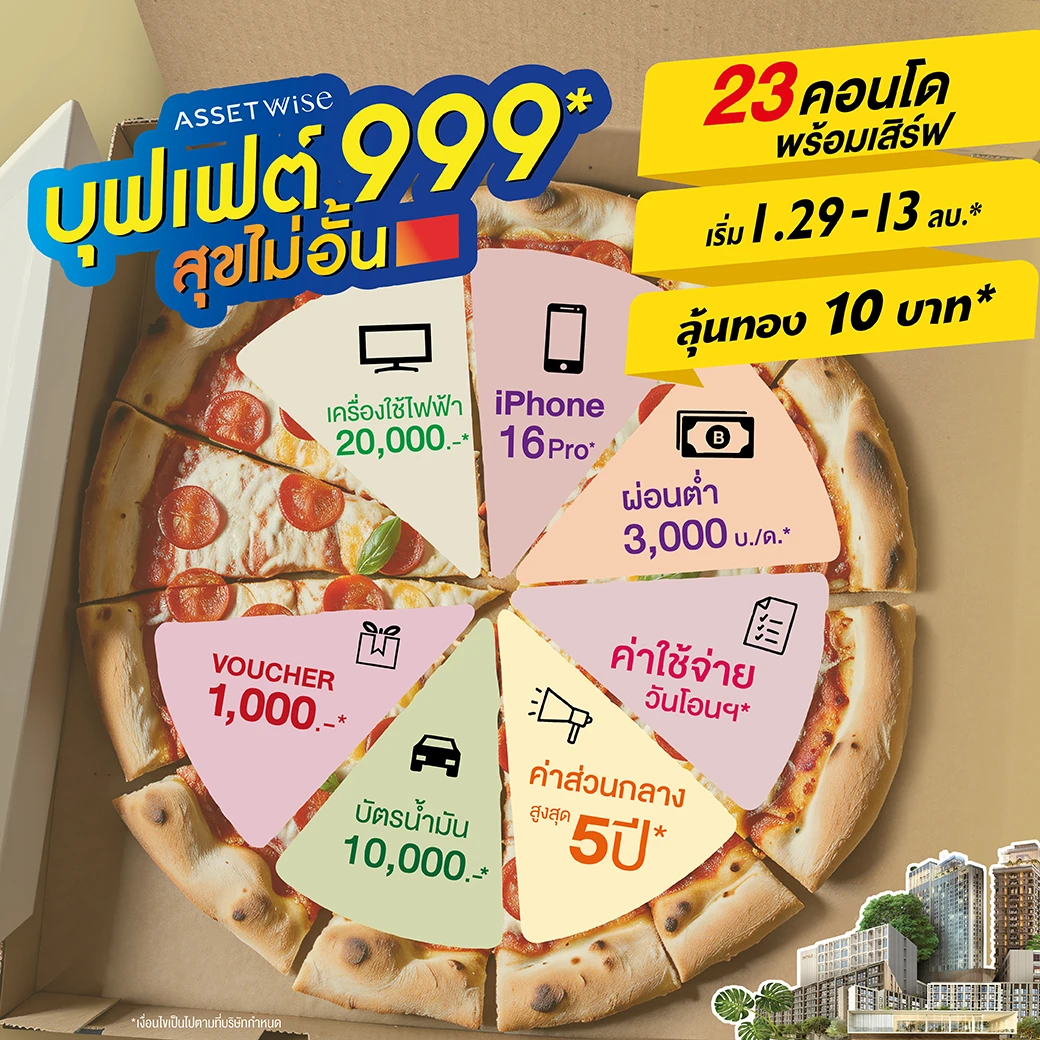 ASSETWISE
บุฟเฟต์ 999*
สุขไม่อั้น
23 คอนโด
พร้อมเสิร์ฟ
เริ่ม 1.29-13 ลบ.*
ลุ้นทอง 10 บาท*
เครื่องใช้ไฟฟ้า
20,000.-*
iPhone
16 Pro*
B
ผ่อนต่ำ
3,000 บ./ด.*
ค่าใช้จ่าย
วันโอนฯ*
ค่าส่วนกลาง
สูงสุด 5ปี*
บัตรน้ำมัน
10,000.-*
VOUCHER
1,000.-*
*เงื่อนไขเป็นไปตามที่บริษัทกำหนด